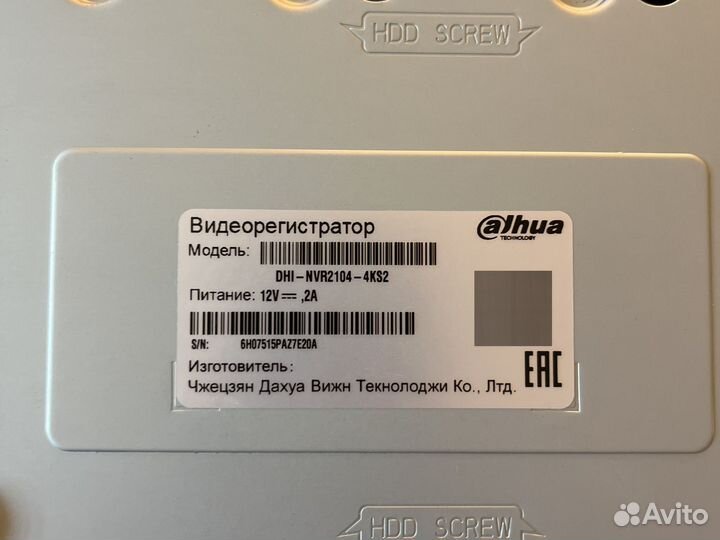 HDD SCREW
Видеорегистратор
alhua
TECHNOLOGY
Модель:
DHI-NVR2104-4KS2
Питание: 12V⎓,2A
S/N: 6H07515PAZ7E20A
Изготовитель:
Чжецзян Дахуа Вижн Текнолоджи Ко., Лтд.
EAC
HDD SCREW
Avito